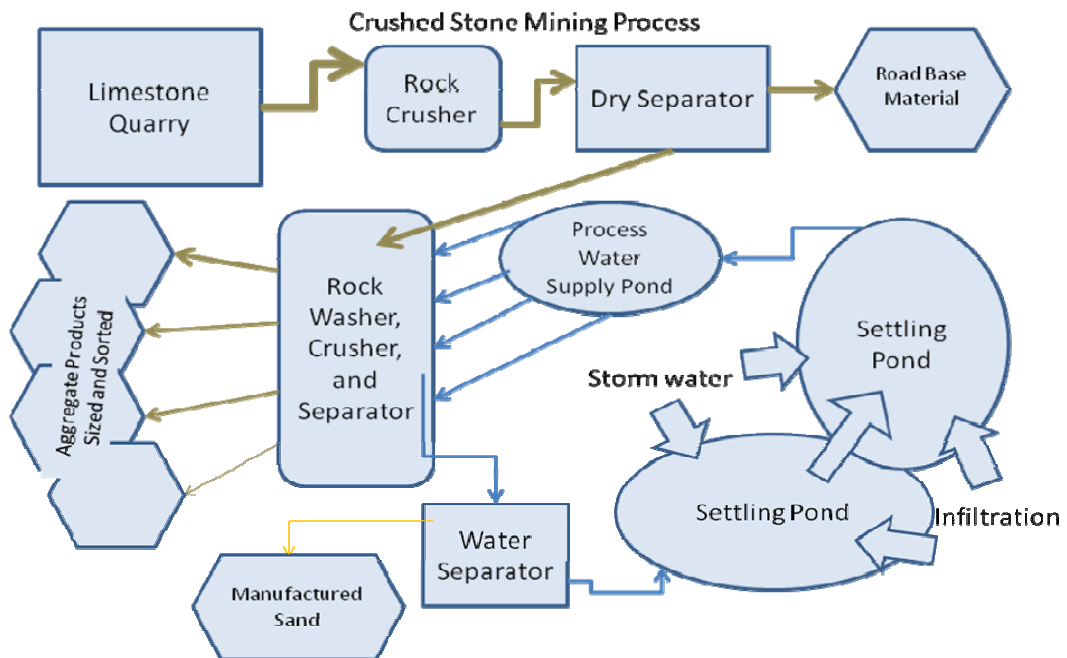 Crushed Stone Mining Process
Limestone
Quarry
Rock
Crusher
Dry Separator
Road Base
Material
Aggregate Products
Sized and Sorted
Rock
Washer,
Crusher,
and
Separator
Process
Water
Supply Pond
Settling
Pond
Storm water
Settling Pond
Infiltration
Water
Separator
Manufactured
Sand